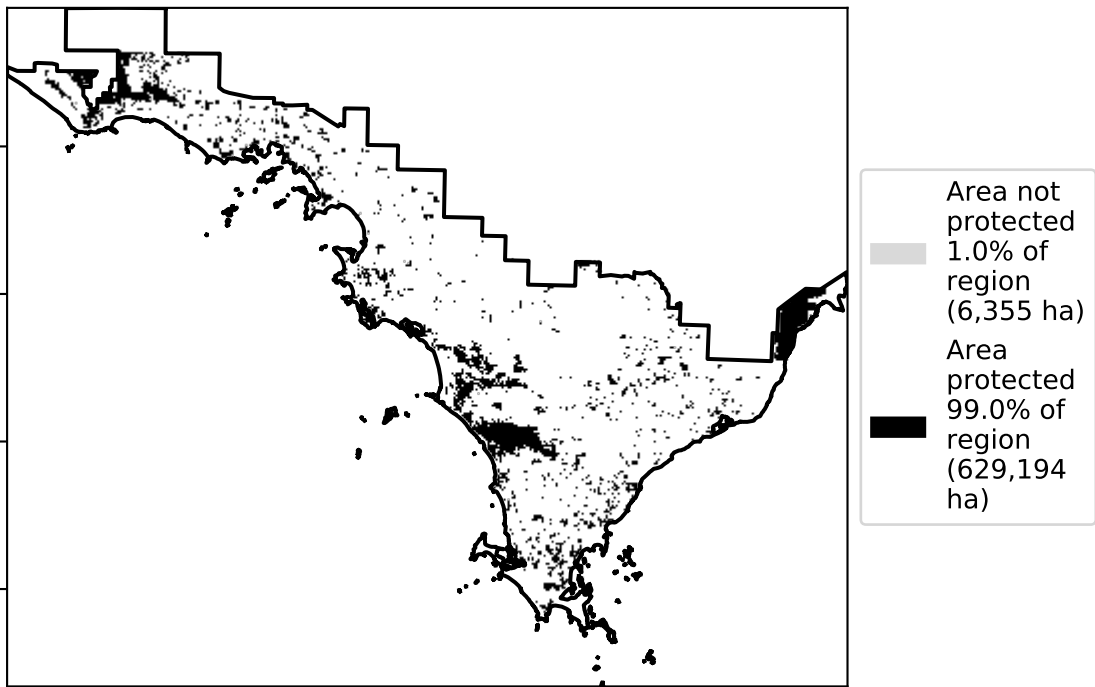 Area not
protected
1.0% of
region
(6,355 ha)
Area
protected
99.0% of
region
(629,194
ha)